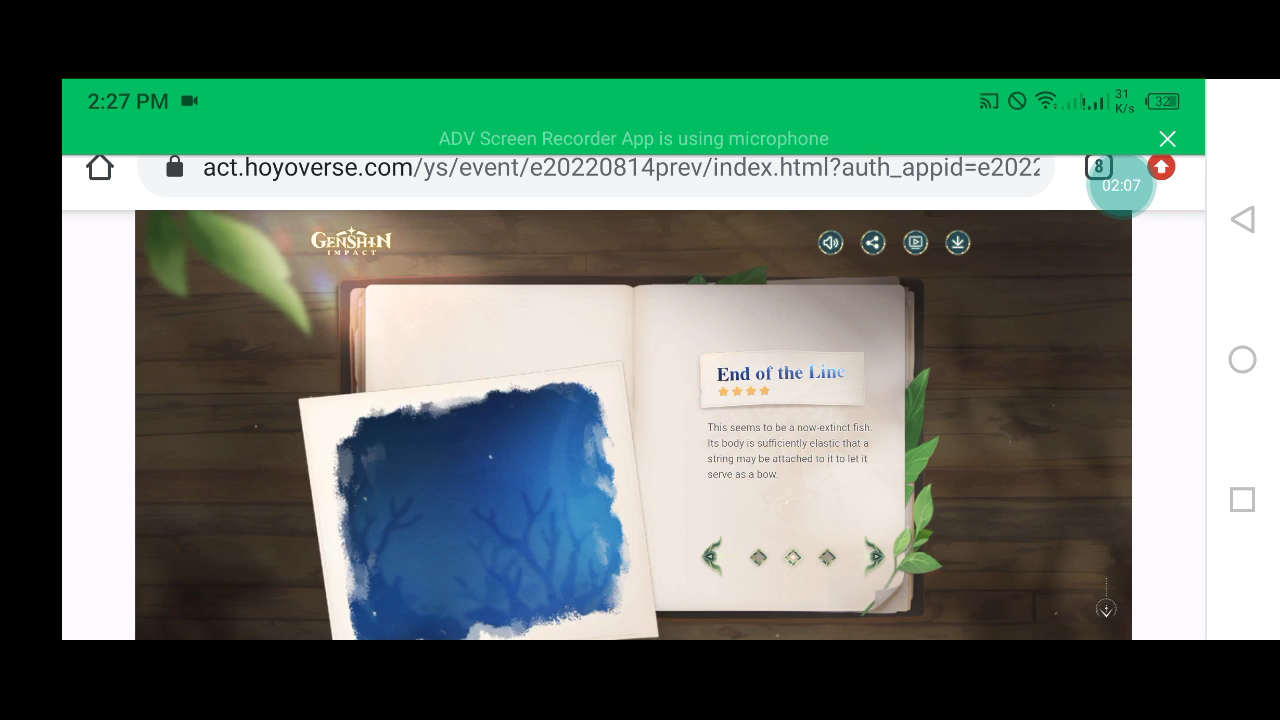 2:27 PM
31
K/s
32
ADV Screen Recorder App is using microphone
act.hoyoverse.com/ys/event/e20220814prev/index.html?auth_appid=e2022
8
02:07
GENSHIN
IMPACT
End of the Line
This seems to be a now-extinct fish.
Its body is sufficiently elastic that a
string may be attached to it to let it
serve as a bow.